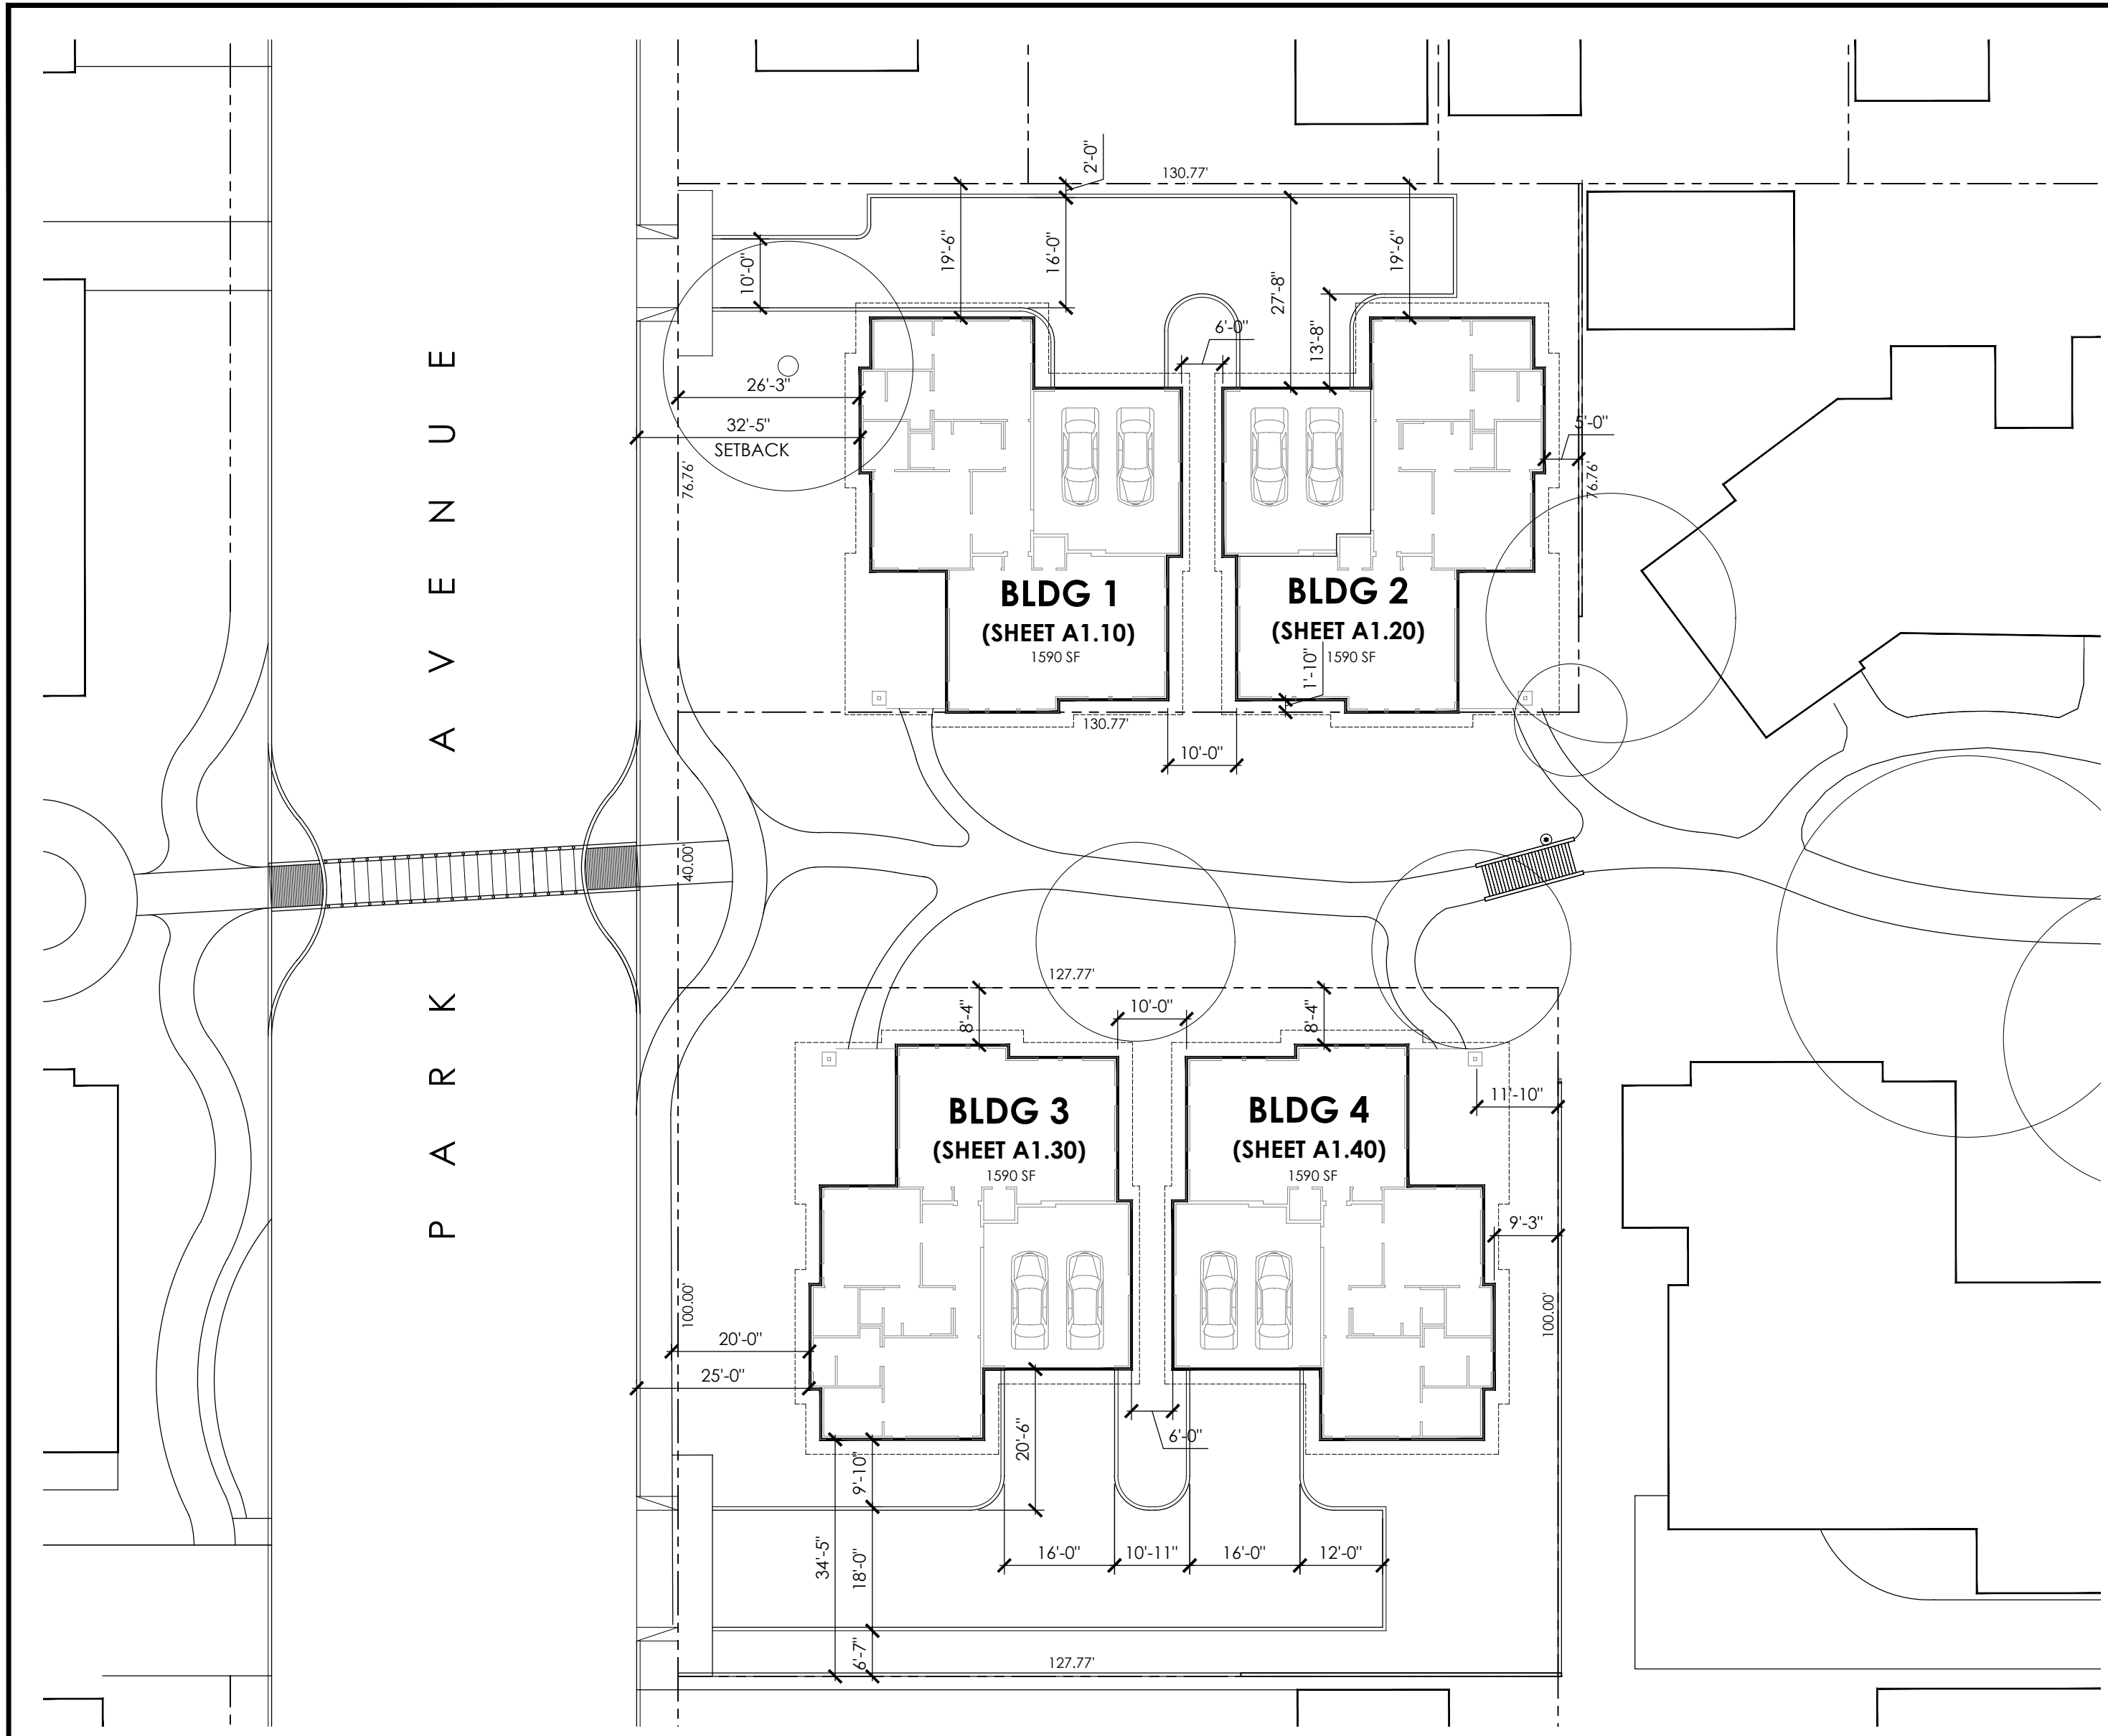 PARK AVENUE
2'-0"
130.77'
10'-0"
19'-6"
16'-0"
27'-8"
19'-6"
13'-8"
6'-0"
26'-3"
32'-5"
SETBACK
76.76'
5'-0"
76.76'
BLDG 1
(SHEET A1.10)
1590 SF
BLDG 2
(SHEET A1.20)
1590 SF
1'-10"
130.77'
10'-0"
40.00'
127.77'
8'-4"
10'-0"
8'-4"
11'-10"
BLDG 3
(SHEET A1.30)
1590 SF
BLDG 4
(SHEET A1.40)
1590 SF
9'-3"
100.00'
100.00'
20'-0"
25'-0"
20'-6"
6'-0"
9'-10"
34'-5"
18'-0"
16'-0"
10'-11"
16'-0"
12'-0"
6'-7"
127.77'